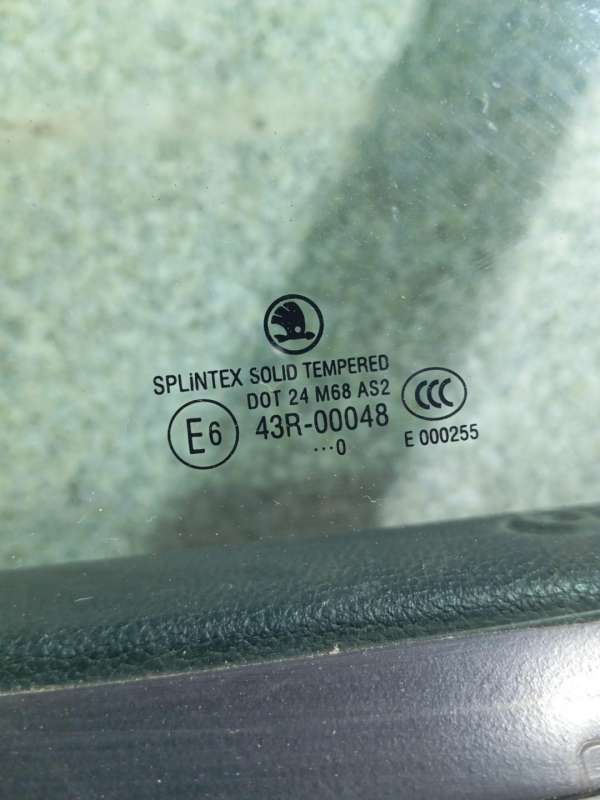 SPLiNTEX SOLID TEMPERED
DOT 24 M68 AS2
E6 43R-00048 CCC
···0 E 000255